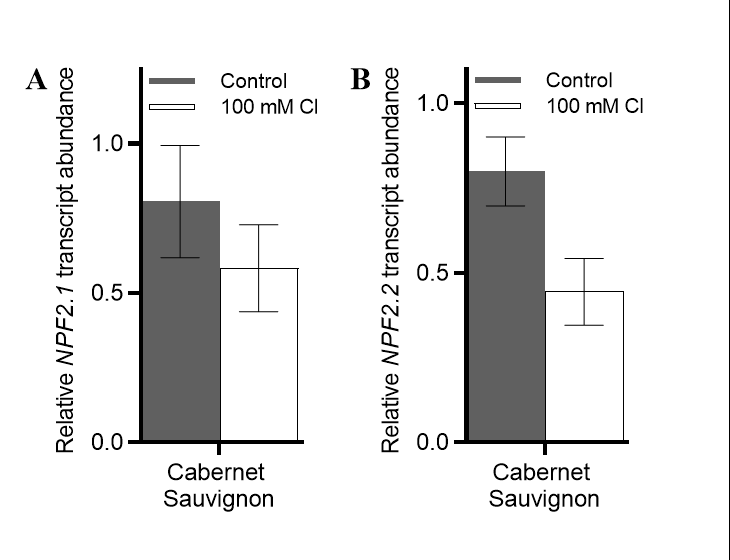 A
Relative NPF2.1 transcript abundance
Control
100 mM Cl
1.0
0.5
0.0
Cabernet
Sauvignon
B
Relative NPF2.2 transcript abundance
Control
100 mM Cl
1.0
0.5
0.0
Cabernet
Sauvignon